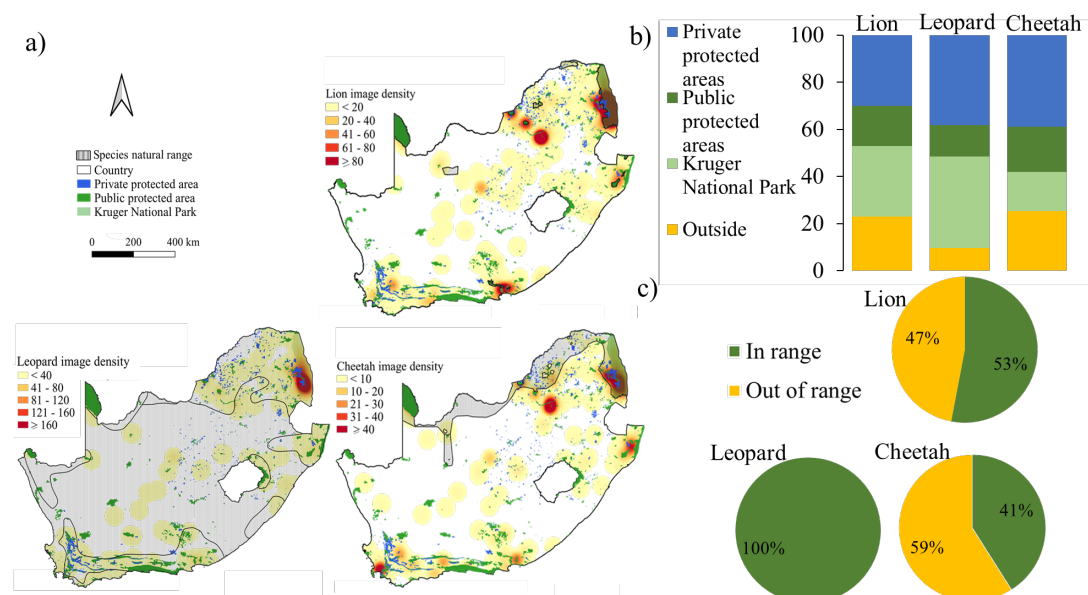 a)
Species natural range
Country
Private protected area
Public protected area
Kruger National Park
0 200 400 km
Lion image density
< 20
20 - 40
41 - 60
61 - 80
> 80
Leopard image density
< 40
41 - 80
81 - 120
121 - 160
≥ 160
Cheetah image density
< 10
10 - 20
21 - 30
31 - 40
≥ 40
b)
Private
protected
areas
Public
protected
areas
Kruger
National Park
Outside
Lion Leopard Cheetah
100
80
60
40
20
0
c)
In range
Out of range
Lion
47%
53%
Leopard
100%
Cheetah
41%
59%